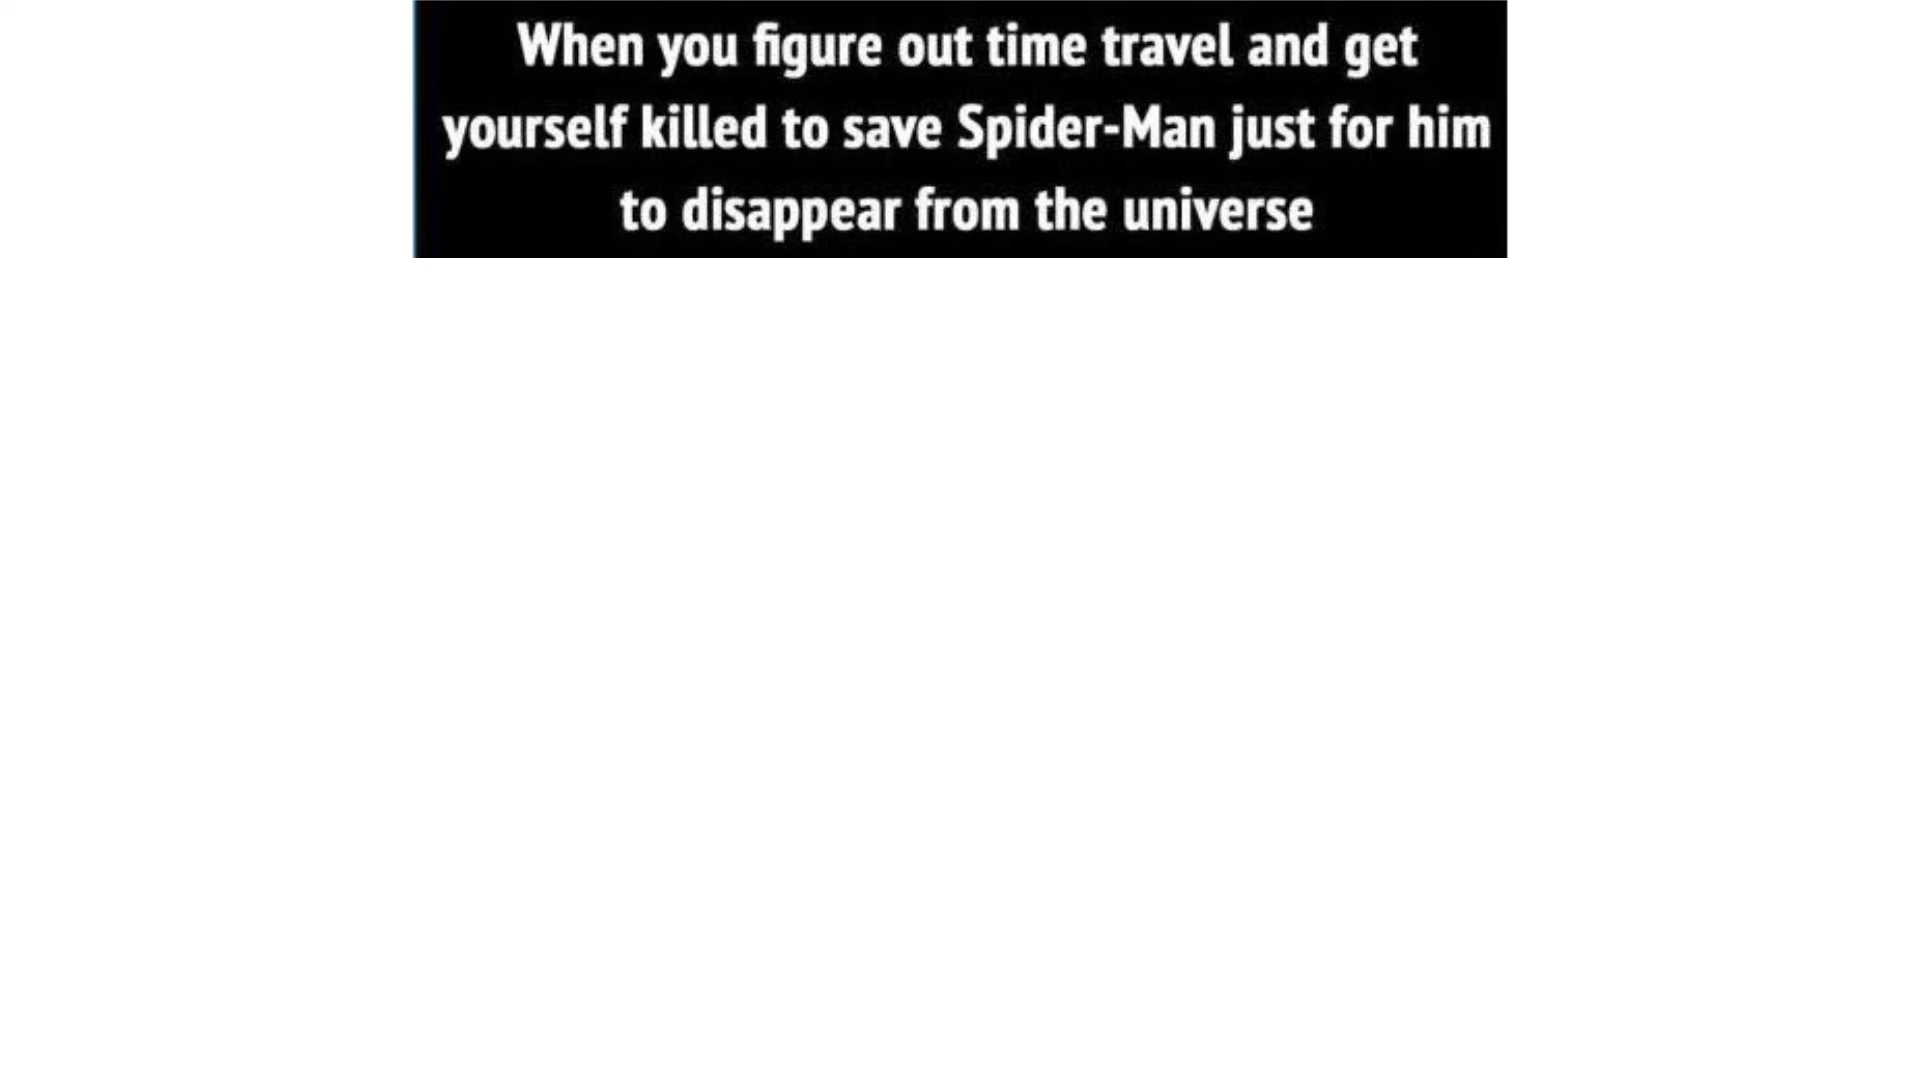 When you figure out time travel and get
yourself killed to save Spider-Man just for him
to disappear from the universe